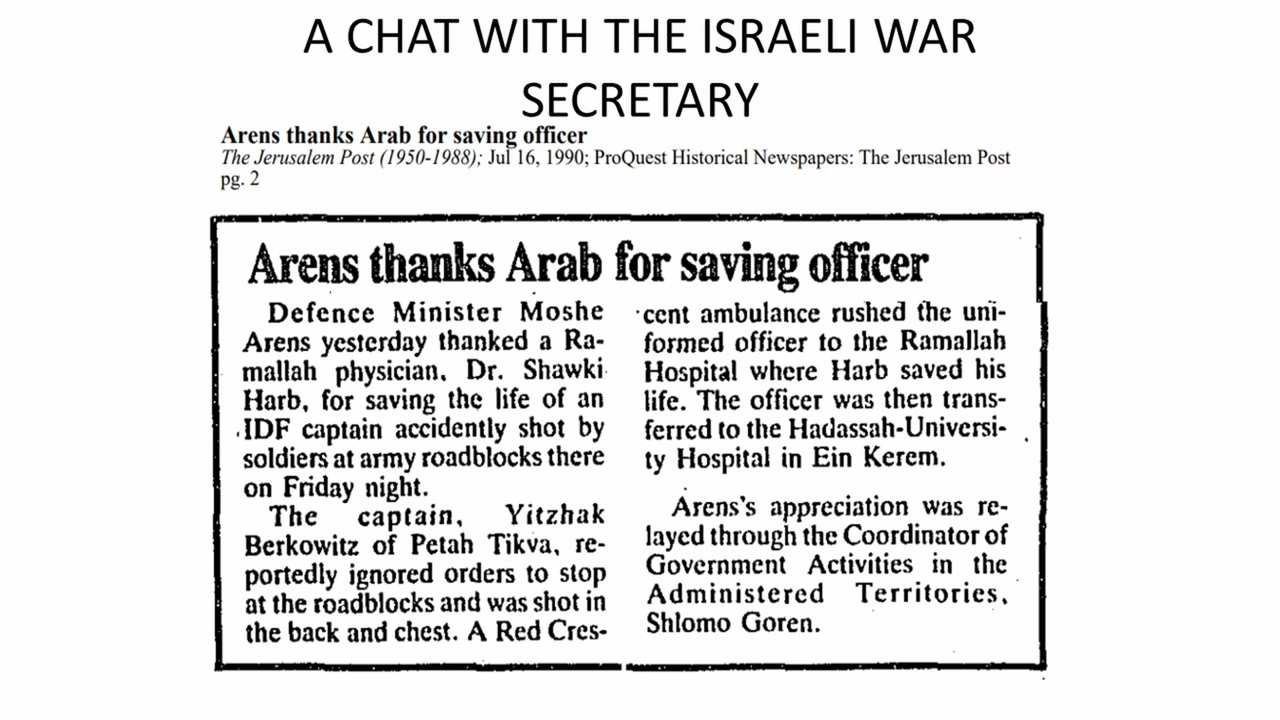 A CHAT WITH THE ISRAELI WAR
SECRETARY
Arens thanks Arab for saving officer
The Jerusalem Post (1950-1988); Jul 16, 1990; ProQuest Historical Newspapers: The Jerusalem Post
pg. 2
Arens thanks Arab for saving officer
Defence Minister Moshe
Arens yesterday thanked a Ra-
mallah physician, Dr. Shawki
Harb, for saving the life of an
IDF captain accidently shot by
soldiers at army roadblocks there
on Friday night.
The captain, Yitzhak
Berkowitz of Petah Tikva, re-
portedly ignored orders to stop
at the roadblocks and was shot in
the back and chest. A Red Cres-
cent ambulance rushed the uni-
formed officer to the Ramallah
Hospital where Harb saved his
life. The officer was then trans-
ferred to the Hadassah-Universi-
ty Hospital in Ein Kerem.
Arens's appreciation was re-
layed through the Coordinator of
Government Activities in the
Administered Territories,
Shlomo Goren.